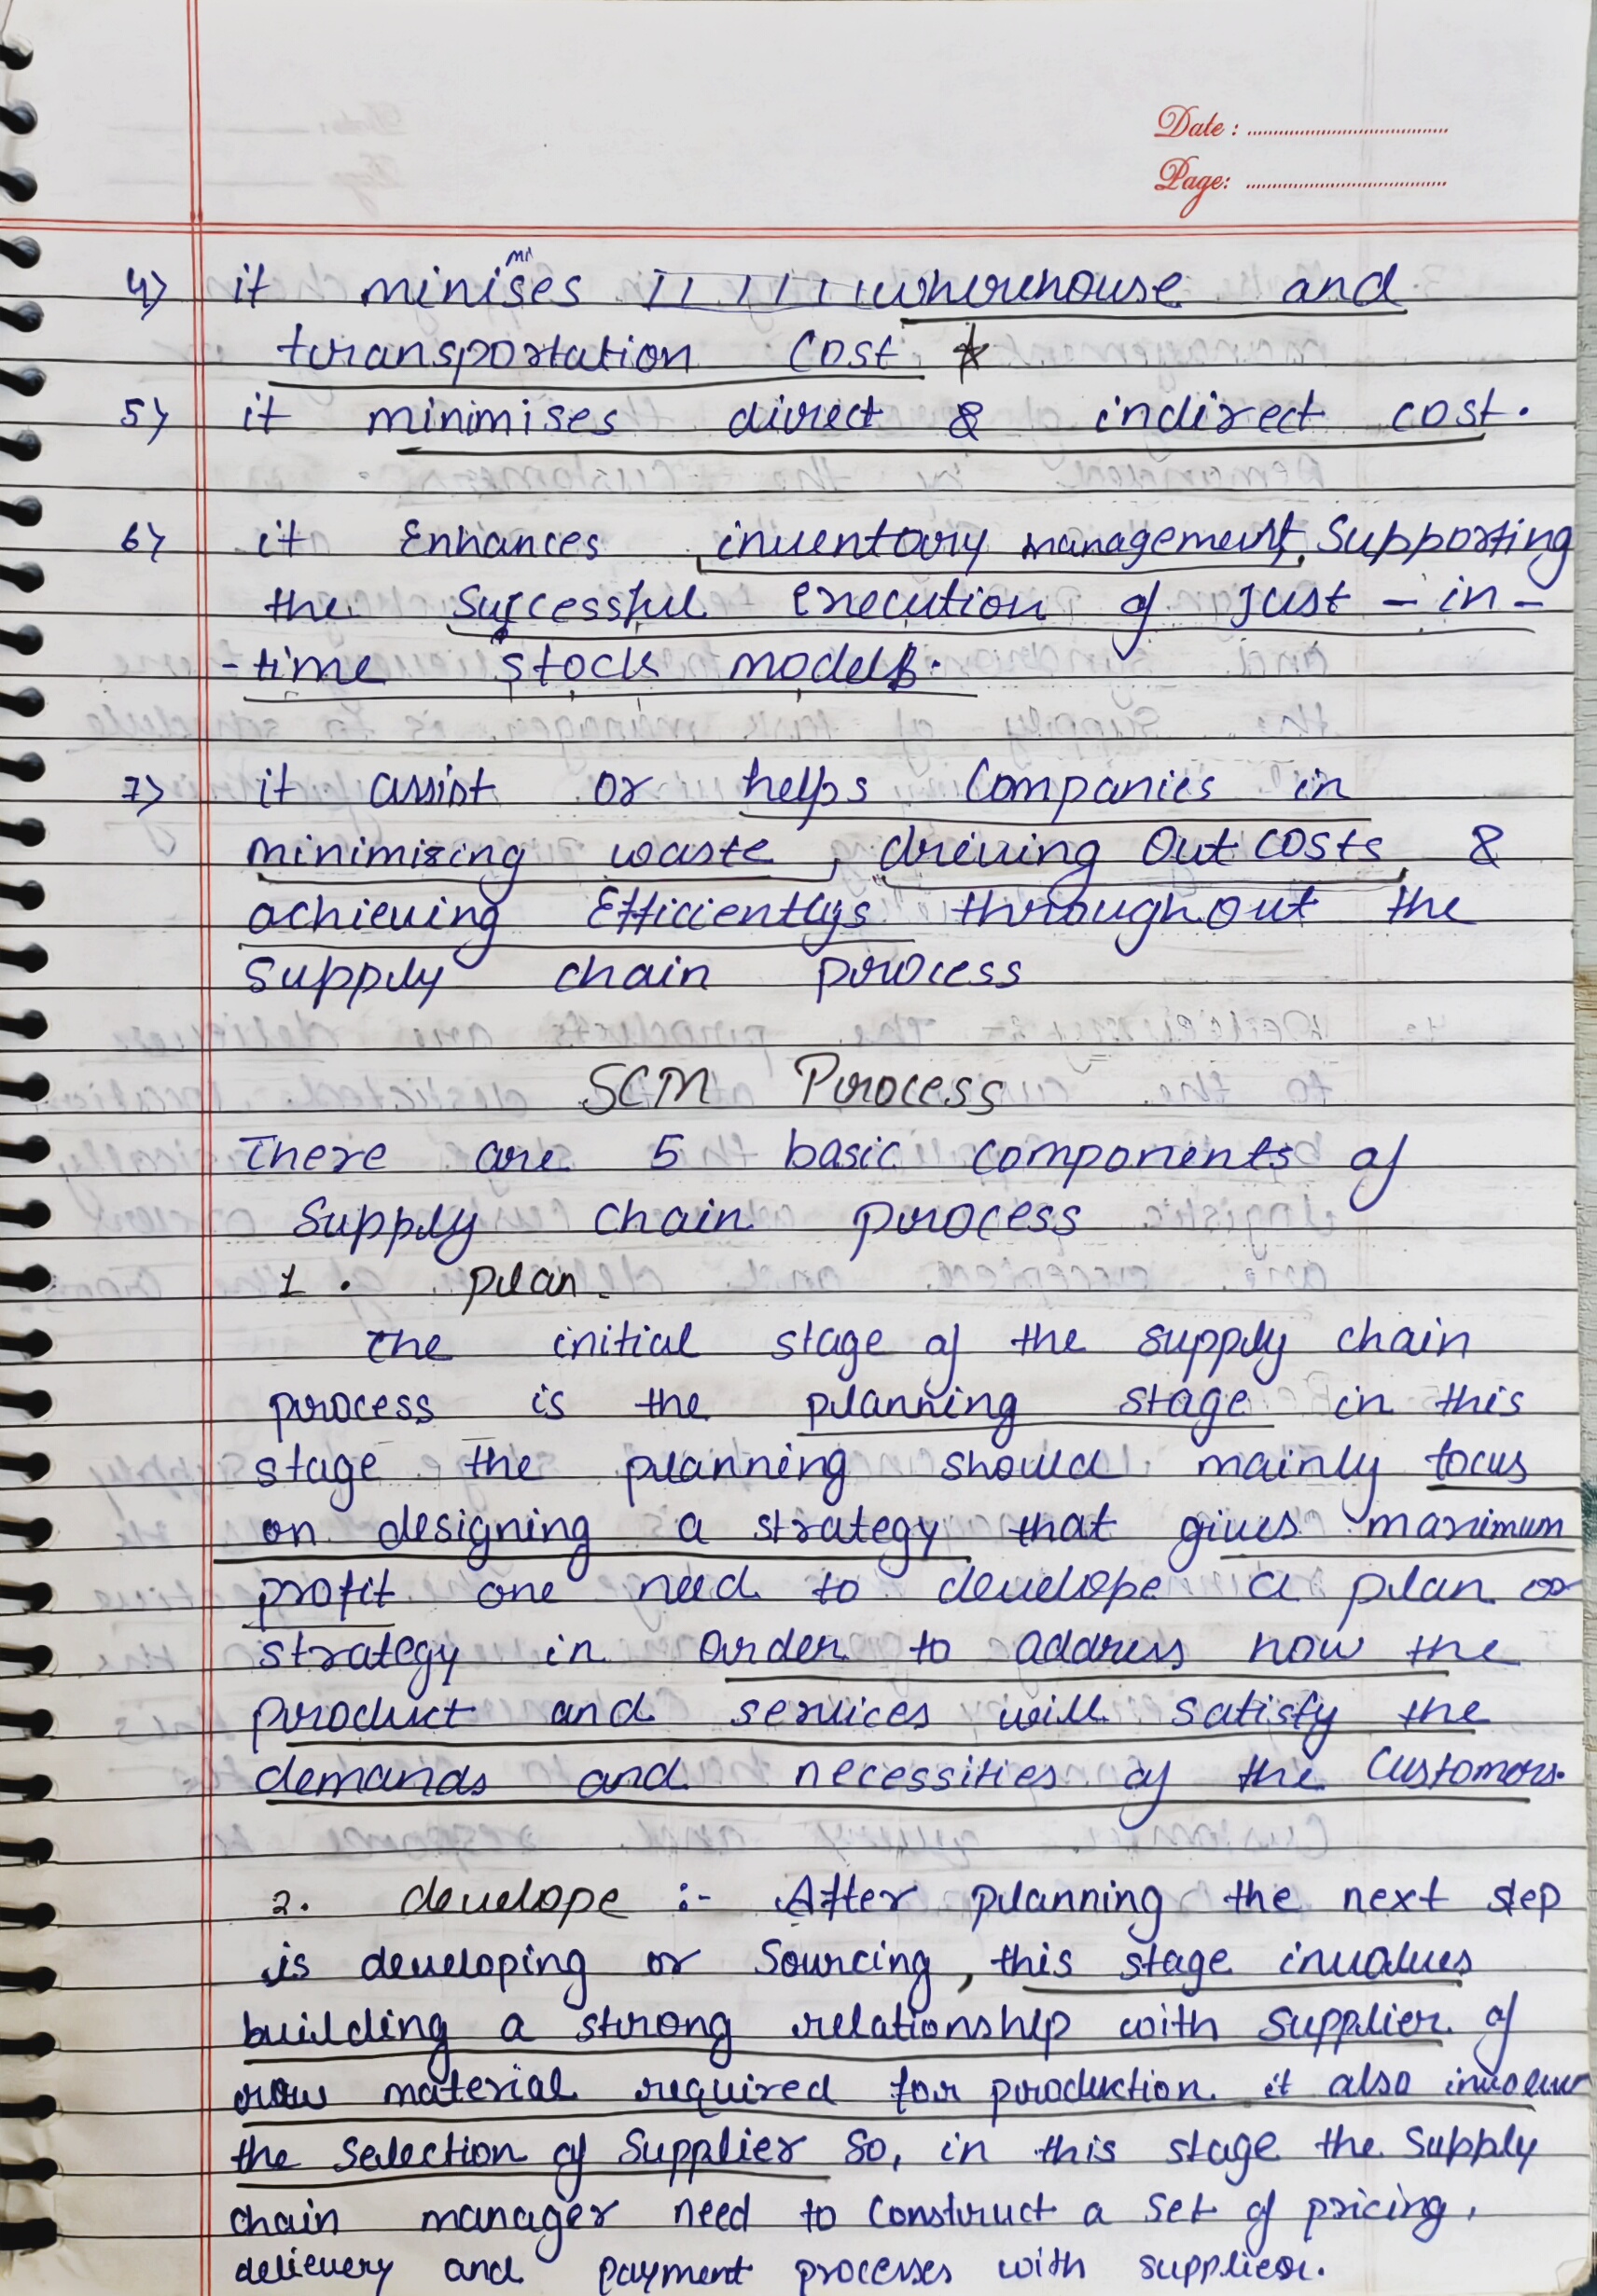 Date :
Page:
4) it minises wherehouse and
mi
transportation cost ★
5) it minimises direct & indirect cost.
6) it Enhances inventory management, Supporting
the Successful execution of Just - in -
- time stock models.
7) it assist or helps Companies in
minimizing waste, driving Out costs, &
achieving Efficientlys throughout the
supply chain process
SCM Process
There are 5 basic components of
Supply chain process
1 . plan.
The initial stage of the supply chain
process is the planning stage in this
stage the planning should mainly focus
on designing a strategy that gives maximum
profit one need to develope a plan or
strategy in order to address how the
product and services will satisfy the
demands and necessities of the Customers.
2. develope :- After planning the next step
is developing or Sourcing, this stage involves
building a strong relationship with Supplier of
raw material required for production. it also involve
the Selection of Supplier So, in this stage the Supply
chain manager need to Construct a Set of pricing,
delievery and payment processes with supplier.